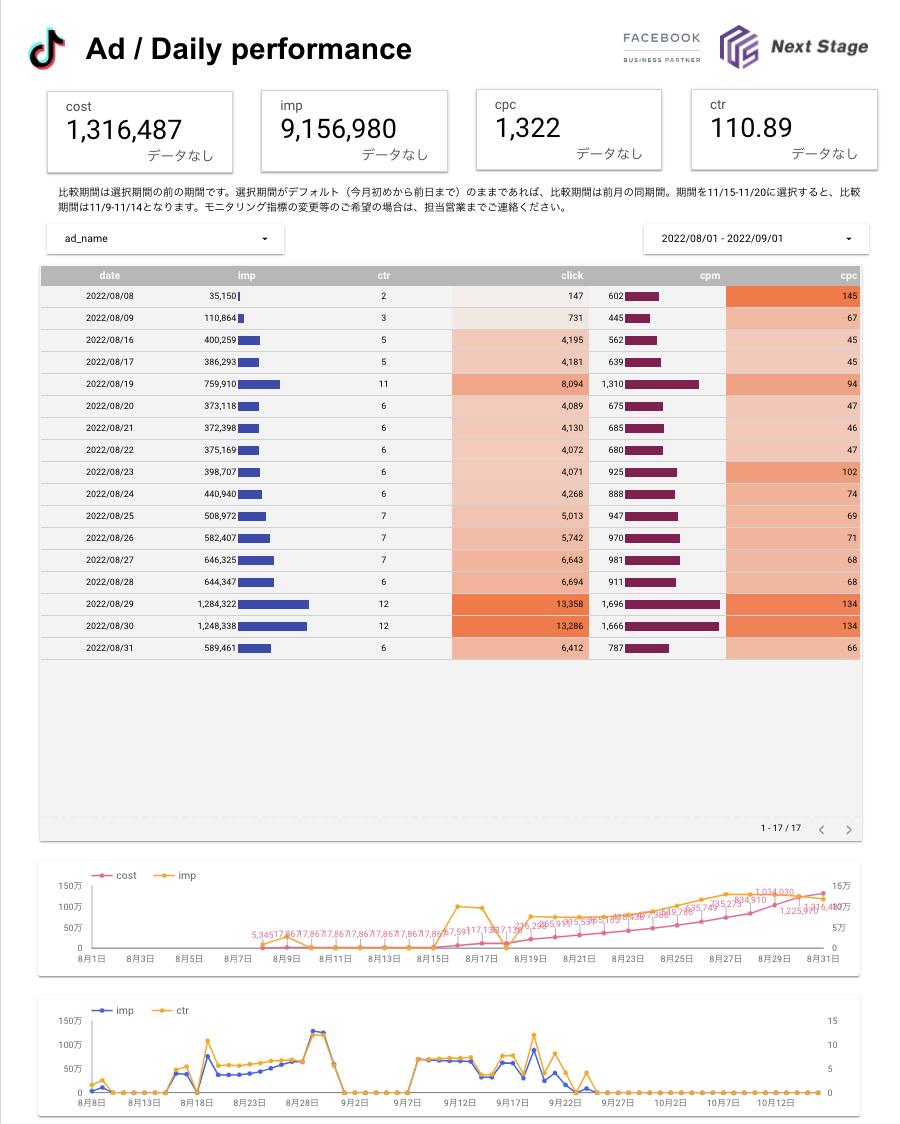 Ad / Daily performance
FACEBOOK
BUSINESS PARTNER
Next Stage
cost
1,316,487
データなし
imp
9,156,980
データなし
cpc
1,322
データなし
ctr
110.89
データなし
比較期間は選択期間の前の期間です。選択期間がデフォルト（今月初めから前日まで）のままであれば、比較期間は前月の同期間。期間を11/15-11/20に選択すると、比較
期間は11/9-11/14となります。モニタリング指標の変更等のご希望の場合は、担当営業までご連絡ください。
ad_name
2022/08/01 - 2022/09/01
date imp ctr click cpm cpc
2022/08/08 35,150 2 147 602 145
2022/08/09 110,864 3 731 445 67
2022/08/16 400,259 5 4,195 562 45
2022/08/17 386,293 5 4,181 639 45
2022/08/19 759,910 11 8,094 1,310 94
2022/08/20 373,118 6 4,089 675 47
2022/08/21 372,398 6 4,130 685 46
2022/08/22 375,169 6 4,072 680 47
2022/08/23 398,707 6 4,071 925 102
2022/08/24 440,940 6 4,268 888 74
2022/08/25 508,972 7 5,013 947 69
2022/08/26 582,407 7 5,742 970 71
2022/08/27 646,325 7 6,643 981 68
2022/08/28 644,347 6 6,694 911 68
2022/08/29 1,284,322 12 13,358 1,696 134
2022/08/30 1,248,338 12 13,286 1,666 134
2022/08/31 589,461 6 6,412 787 66
1 - 17 / 17
cost imp
150万 15万
100万 10万
50万 5万
0 0
5,345 17,867 17,867 17,867 17,867 17,867 17,867 67,591
735,273 834,910 1,034,030 1,225,970
8月1日 8月3日 8月5日 8月7日 8月9日 8月11日 8月13日 8月15日 8月17日 8月19日 8月21日 8月23日 8月25日 8月27日 8月29日 8月31日
imp ctr
150万 15
100万 10
50万 5
0 0
8月8日 8月13日 8月18日 8月23日 8月28日 9月2日 9月7日 9月12日 9月17日 9月22日 9月27日 10月2日 10月7日 10月12日